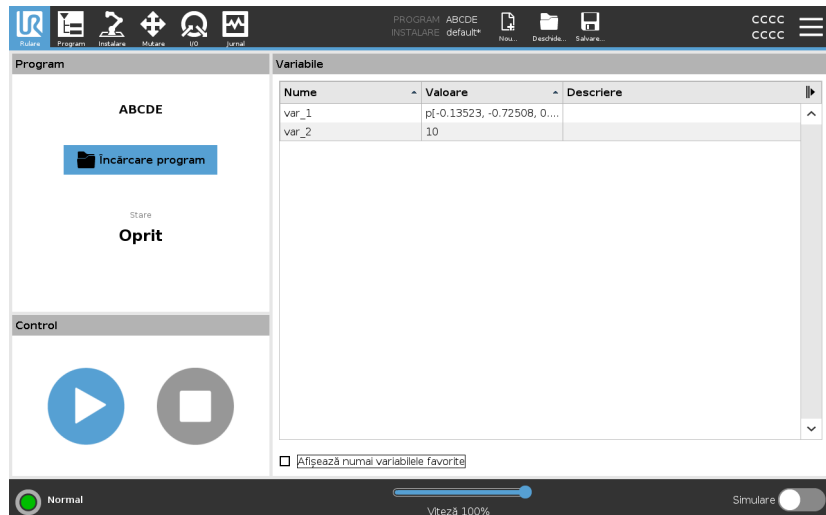 UR
Rulare
Program
Instalare
Mutare
I/O
Jurnal
PROGRAM ABCDE
INSTALARE default*
Nou...
Deschide...
Salvare...
CCCC
CCCC
Program
ABCDE
Încărcare program
Stare
Oprit
Control
Variabile
Nume Valoare Descriere
var_1 p[-0.13523, -0.72508, 0....
var_2 10
Afișează numai variabilele favorite
Normal
Viteză 100%
Simulare